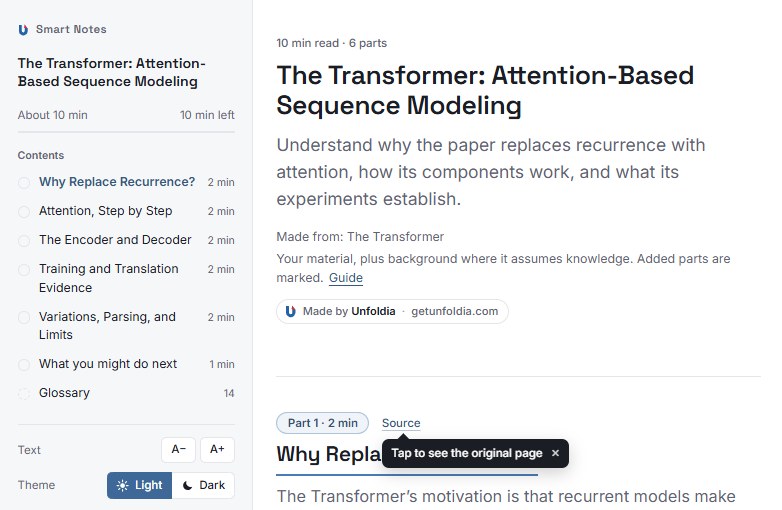 Smart Notes
The Transformer: Attention-
Based Sequence Modeling
About 10 min 10 min left
Contents
Why Replace Recurrence? 2 min
Attention, Step by Step 2 min
The Encoder and Decoder 2 min
Training and Translation 2 min
Evidence
Variations, Parsing, and 2 min
Limits
What you might do next 1 min
Glossary 14
Text A− A+
Theme Light Dark
10 min read · 6 parts
The Transformer: Attention-Based
Sequence Modeling
Understand why the paper replaces recurrence with
attention, how its components work, and what its
experiments establish.
Made from: The Transformer
Your material, plus background where it assumes knowledge. Added parts are
marked. Guide
Made by Unfoldia · getunfoldia.com
Part 1 · 2 min Source
Why Repla
Tap to see the original page ×
The Transformer’s motivation is that recurrent models make